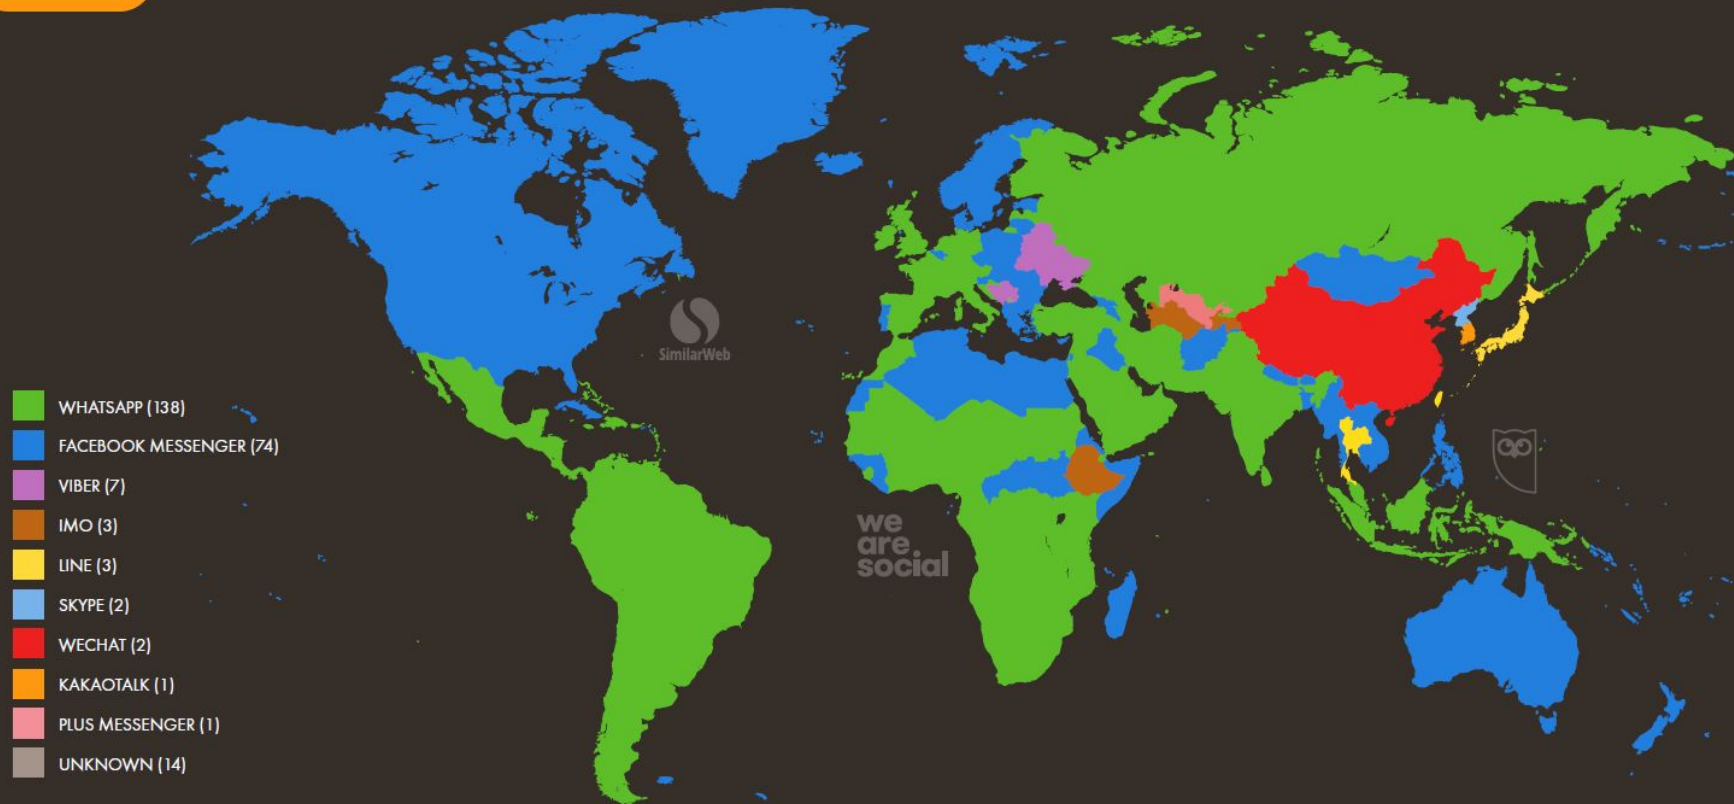 SimilarWeb
WHATSAPP (138)
FACEBOOK MESSENGER (74)
VIBER (7)
IMO (3)
LINE (3)
SKYPE (2)
WECHAT (2)
KAKAOTALK (1)
PLUS MESSENGER (1)
UNKNOWN (14)
we
are
social